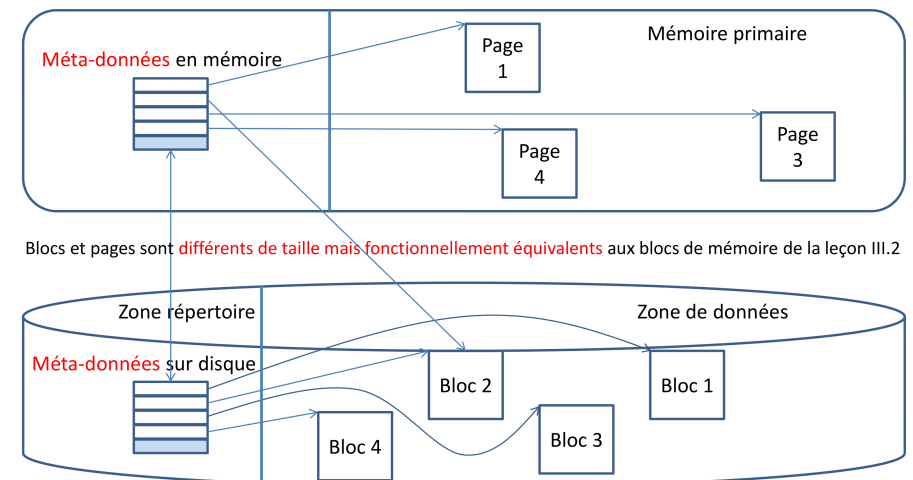 Mémoire primaire
Méta-données en mémoire
Page
1
Page
3
Page
4
Blocs et pages sont différents de taille mais fonctionnellement équivalents aux blocs de mémoire de la leçon III.2
Zone répertoire
Zone de données
Méta-données sur disque
Bloc 2
Bloc 1
Bloc 4
Bloc 3